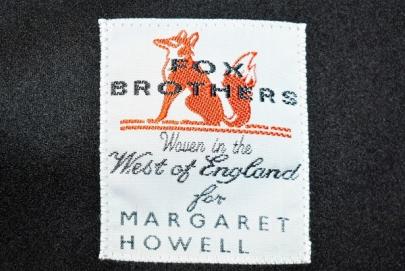 FOX
BROTHERS
Woven in the
West of England
for
MARGARET
HOWELL